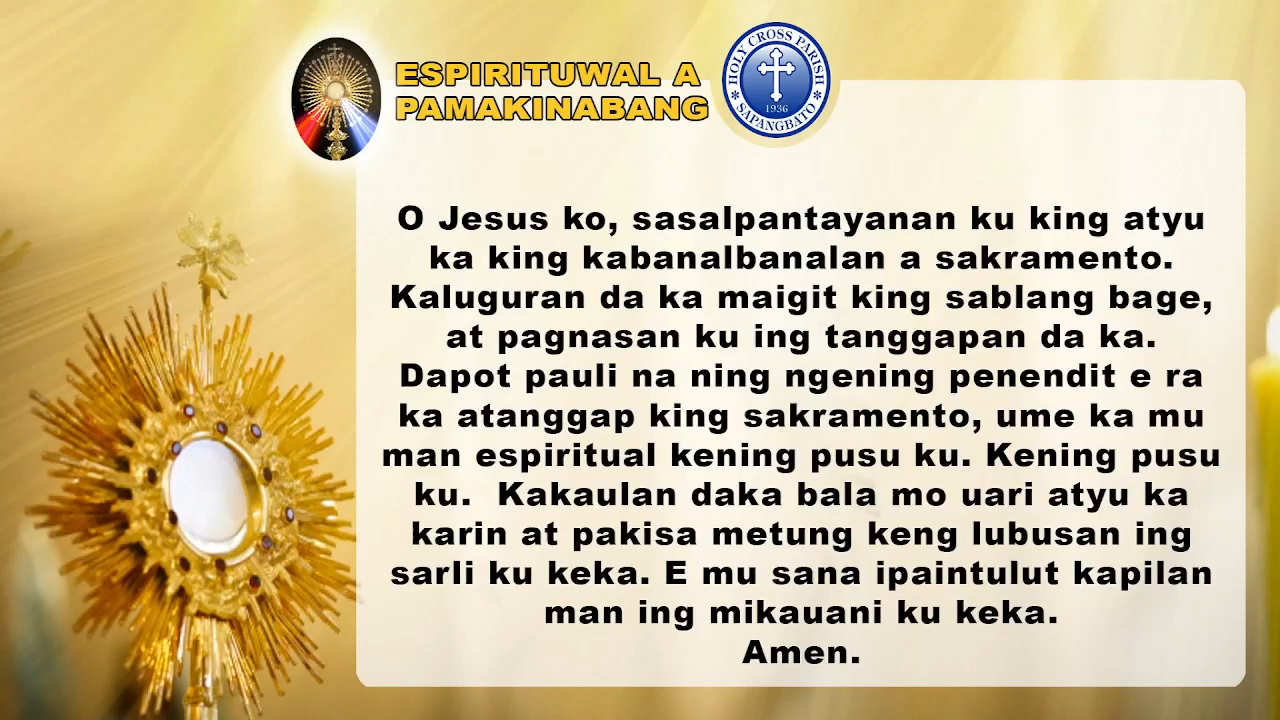 ESPIRITUWAL A
PAMAKINABANG
HOLY CROSS PARISH
1936
SAPANGBATO
O Jesus ko, sasalpantayanan ku king atyu
ka king kabanalbanalan a sakramento.
Kaluguran da ka maigit king sablang bage,
at pagnasan ku ing tanggapan da ka.
Dapot pauli na ning ngening penendit e ra
ka atanggap king sakramento, ume ka mu
man espiritual kening pusu ku. Kening pusu
ku.  Kakaulan daka bala mo uari atyu ka
karin at pakisa metung keng lubusan ing
sarli ku keka. E mu sana ipaintulut kapilan
man ing mikauani ku keka.
Amen.